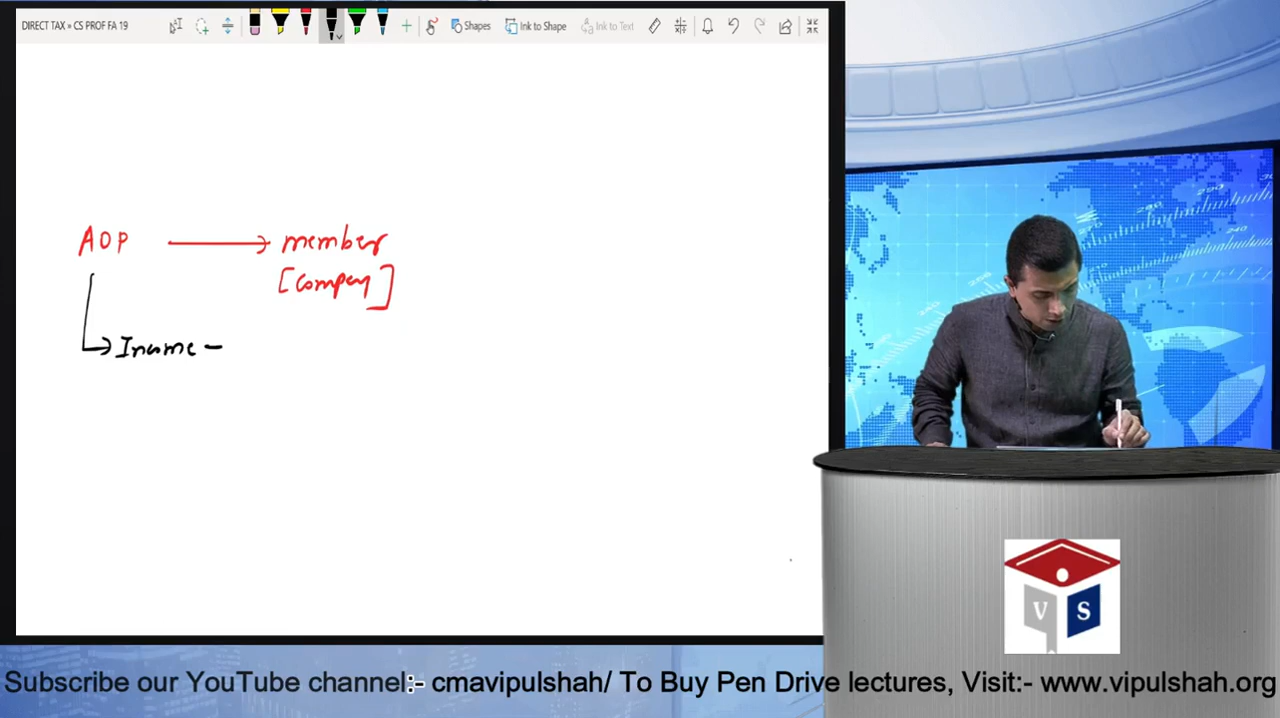 DIRECT TAX » CS PROF FA 19
Shapes
Ink to Shape
Ink to Text
AOP → member
[Company]
→ Income -
V S
Subscribe our YouTube channel:- cmavipulshah/ To Buy Pen Drive lectures, Visit:- www.vipulshah.org